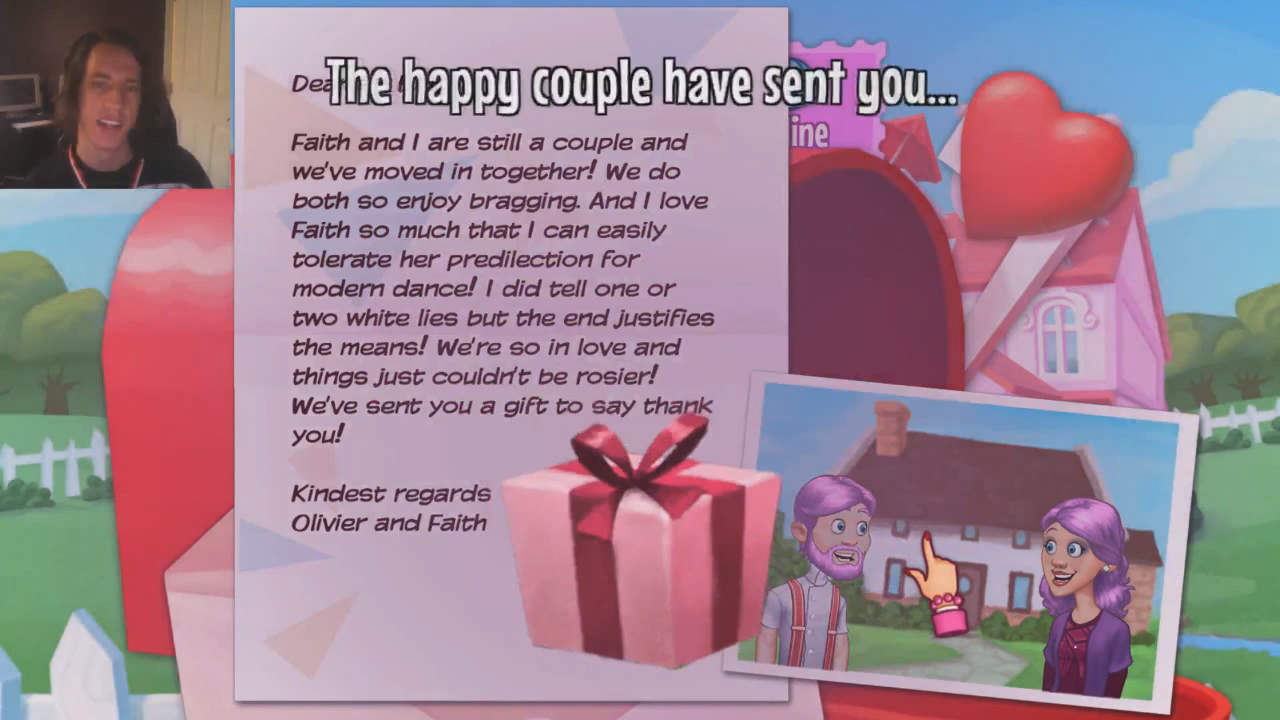 The happy couple have sent you...
Dea
ine
Faith and I are still a couple and
we've moved in together! We do
both so enjoy bragging. And I love
Faith so much that I can easily
tolerate her predilection for
modern dance! I did tell one or
two white lies but the end justifies
the means! We're so in love and
things just couldn't be rosier!
We've sent you a gift to say thank
you!
Kindest regards
Olivier and Faith